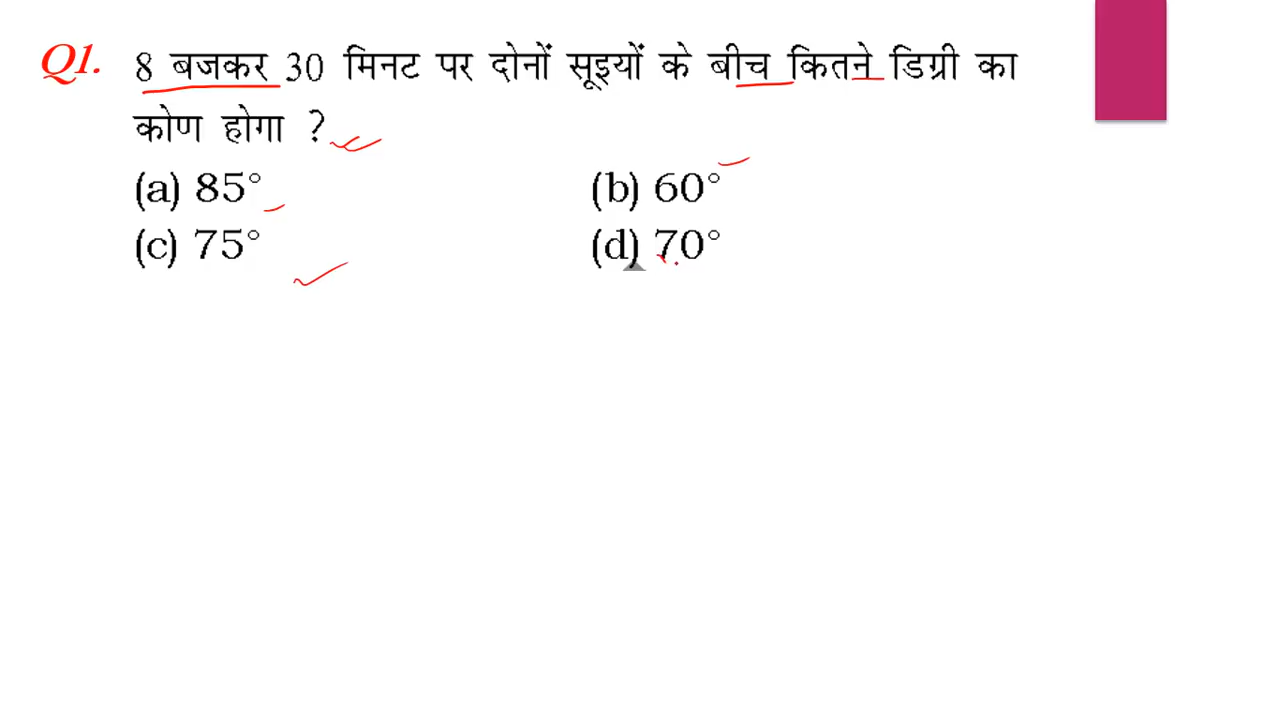 Q1. 8 बजकर 30 मिनट पर दोनों सूइयों के बीच कितने डिग्री का
कोण होगा ?
(a) 85° (b) 60°
(c) 75° (d) 70°